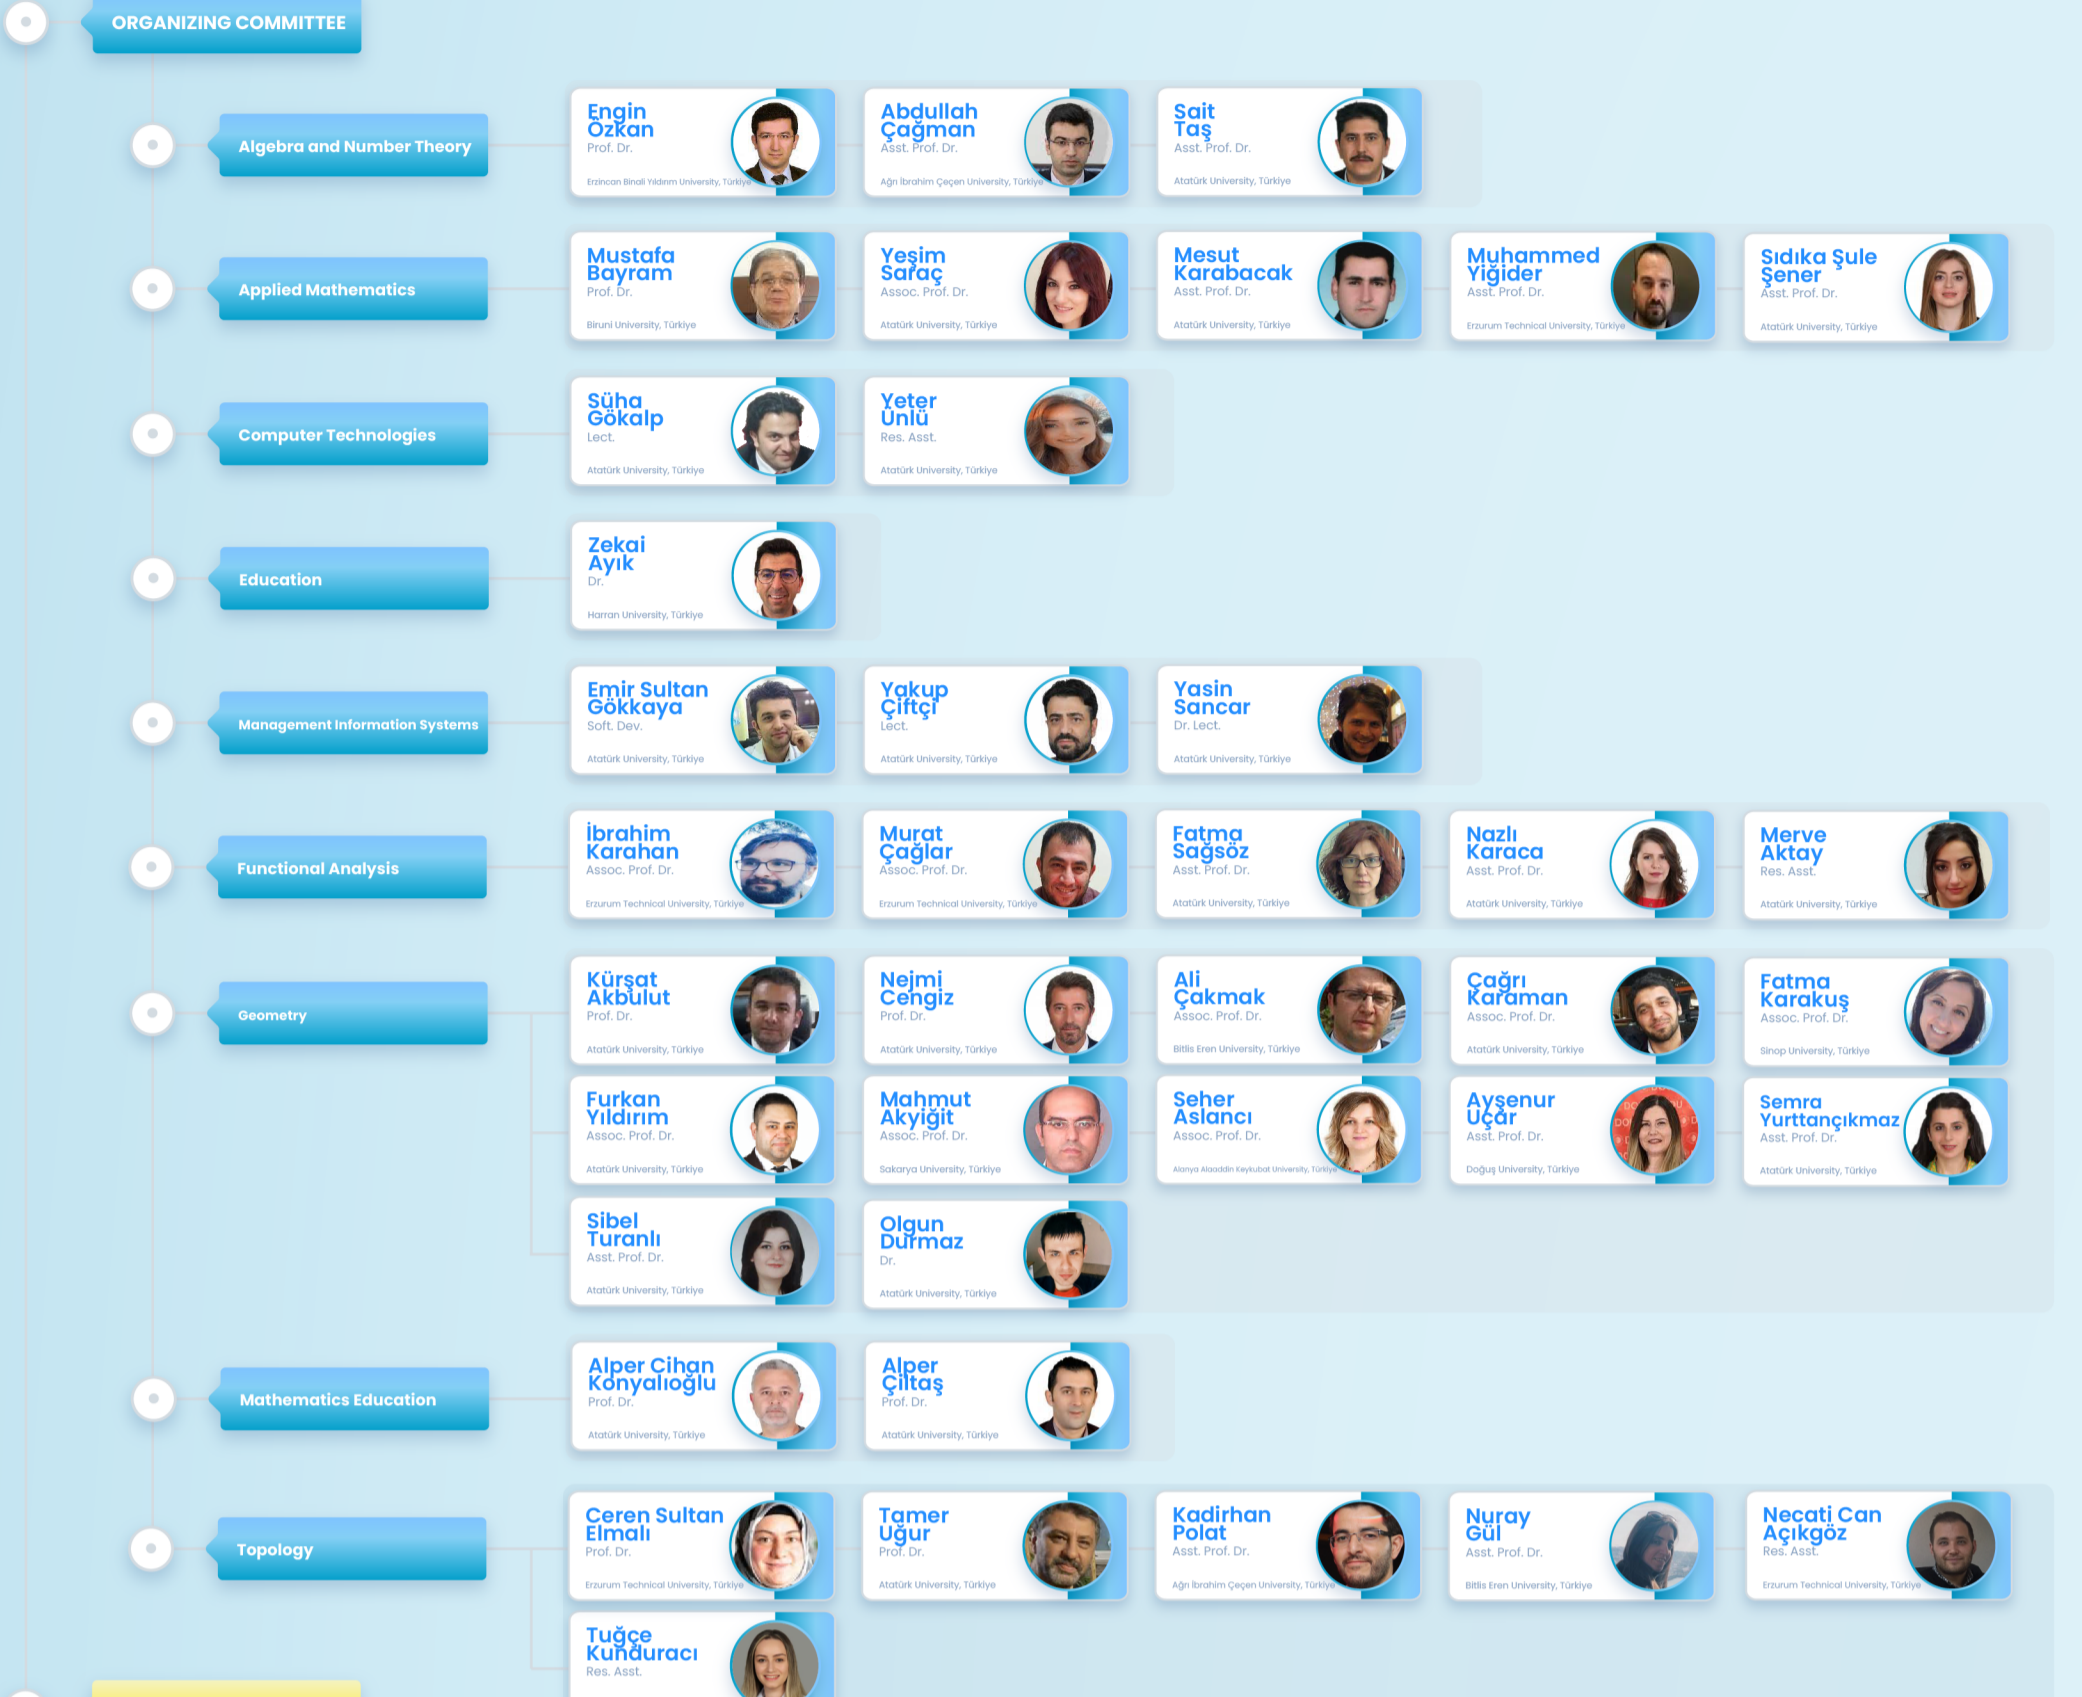 ORGANIZING COMMITTEE
Algebra and Number Theory
Engin
Özkan
Prof. Dr.
Erzincan Binali Yıldırım University, Türkiye
Abdullah
Çağman
Asst. Prof. Dr.
Ağrı İbrahim Çeçen University, Türkiye
Sait
Taş
Asst. Prof. Dr.
Atatürk University, Türkiye
Applied Mathematics
Mustafa
Bayram
Prof. Dr.
Biruni University, Türkiye
Yeşim
Saraç
Assoc. Prof. Dr.
Atatürk University, Türkiye
Mesut
Karabacak
Asst. Prof. Dr.
Atatürk University, Türkiye
Muhammed
Yiğider
Asst. Prof. Dr.
Erzurum Technical University, Türkiye
Sıdıka Şule
Şener
Asst. Prof. Dr.
Atatürk University, Türkiye
Computer Technologies
Süha
Gökalp
Lect.
Atatürk University, Türkiye
Yeter
Ünlü
Res. Asst.
Atatürk University, Türkiye
Education
Zekai
Ayık
Dr.
Harran University, Türkiye
Management Information Systems
Emir Sultan
Gökkaya
Soft. Dev.
Atatürk University, Türkiye
Yakup
Çiftçi
Lect.
Atatürk University, Türkiye
Yasin
Sancar
Dr. Lect.
Atatürk University, Türkiye
Functional Analysis
İbrahim
Karahan
Assoc. Prof. Dr.
Erzurum Technical University, Türkiye
Murat
Çağlar
Assoc. Prof. Dr.
Erzurum Technical University, Türkiye
Fatma
Sağsöz
Asst. Prof. Dr.
Atatürk University, Türkiye
Nazlı
Karaca
Asst. Prof. Dr.
Atatürk University, Türkiye
Merve
Aktay
Res. Asst.
Atatürk University, Türkiye
Geometry
Kürşat
Akbulut
Prof. Dr.
Atatürk University, Türkiye
Nejmi
Cengiz
Prof. Dr.
Atatürk University, Türkiye
Ali
Çakmak
Assoc. Prof. Dr.
Bitlis Eren University, Türkiye
Çağrı
Karaman
Assoc. Prof. Dr.
Atatürk University, Türkiye
Fatma
Karakuş
Assoc. Prof. Dr.
Sinop University, Türkiye
Furkan
Yıldırım
Assoc. Prof. Dr.
Atatürk University, Türkiye
Mahmut
Akyiğit
Assoc. Prof. Dr.
Sakarya University, Türkiye
Seher
Aslancı
Assoc. Prof. Dr.
Alanya Alaaddin Keykubat University, Türkiye
Ayşenur
Uçar
Asst. Prof. Dr.
Doğuş University, Türkiye
Semra
Yurttançıkmaz
Asst. Prof. Dr.
Atatürk University, Türkiye
Sibel
Turanlı
Asst. Prof. Dr.
Atatürk University, Türkiye
Olgun
Durmaz
Dr.
Atatürk University, Türkiye
Mathematics Education
Alper Cihan
Konyalıoğlu
Prof. Dr.
Atatürk University, Türkiye
Alper
Çiltaş
Prof. Dr.
Atatürk University, Türkiye
Topology
Ceren Sultan
Elmalı
Prof. Dr.
Erzurum Technical University, Türkiye
Tamer
Uğur
Prof. Dr.
Atatürk University, Türkiye
Kadirhan
Polat
Asst. Prof. Dr.
Ağrı İbrahim Çeçen University, Türkiye
Nuray
Gül
Asst. Prof. Dr.
Bitlis Eren University, Türkiye
Necati Can
Açıkgöz
Res. Asst.
Erzurum Technical University, Türkiye
Tuğçe
Kunduracı
Res. Asst.